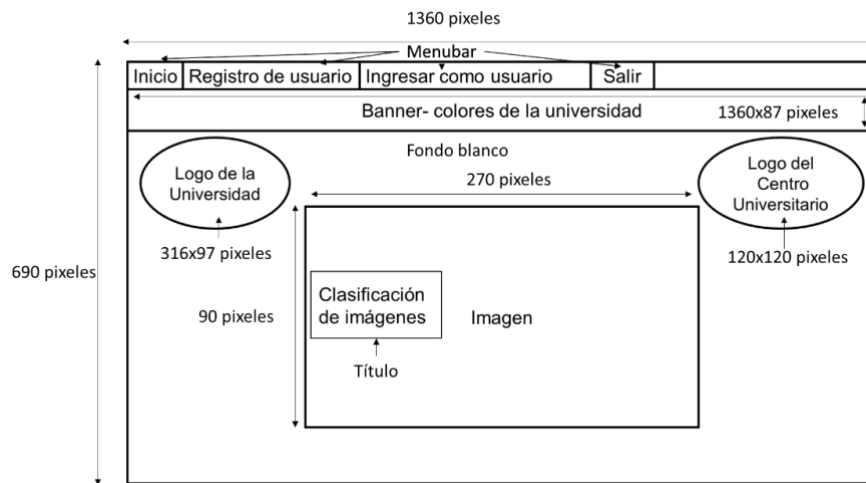 1360 pixeles
Menubar
Inicio Registro de usuario Ingresar como usuario Salir
Banner- colores de la universidad
1360x87 pixeles
Fondo blanco
Logo de la
Universidad
Logo del
Centro
Universitario
270 pixeles
316x97 pixeles
120x120 pixeles
690 pixeles
90 pixeles
Clasificación
de imágenes
Imagen
Título